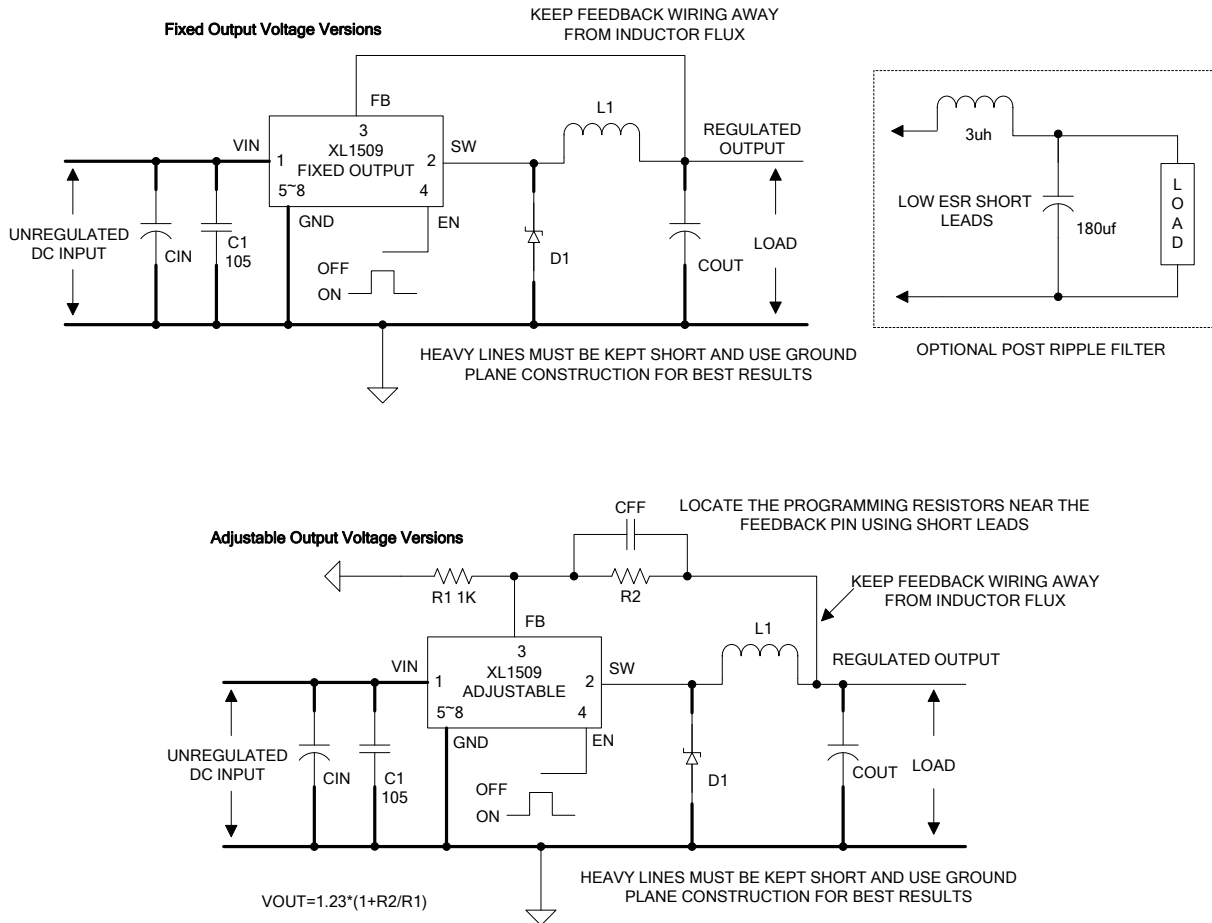 Fixed Output Voltage Versions
KEEP FEEDBACK WIRING AWAY
FROM INDUCTOR FLUX
FB
L1
VIN
3
XL1509
FIXED OUTPUT
1
2
SW
REGULATED
OUTPUT
5~8
4
GND
EN
UNREGULATED
DC INPUT
CIN
C1
105
OFF
ON
D1
COUT
LOAD
HEAVY LINES MUST BE KEPT SHORT AND USE GROUND
PLANE CONSTRUCTION FOR BEST RESULTS
3uh
LOW ESR SHORT
LEADS
180uf
LOAD
OPTIONAL POST RIPPLE FILTER
Adjustable Output Voltage Versions
CFF
LOCATE THE PROGRAMMING RESISTORS NEAR THE
FEEDBACK PIN USING SHORT LEADS
R1 1K
R2
KEEP FEEDBACK WIRING AWAY
FROM INDUCTOR FLUX
FB
L1
VIN
3
XL1509
ADJUSTABLE
1
2
SW
REGULATED OUTPUT
5~8
4
GND
EN
UNREGULATED
DC INPUT
CIN
C1
105
OFF
ON
D1
COUT
LOAD
HEAVY LINES MUST BE KEPT SHORT AND USE GROUND
PLANE CONSTRUCTION FOR BEST RESULTS
VOUT=1.23*(1+R2/R1)